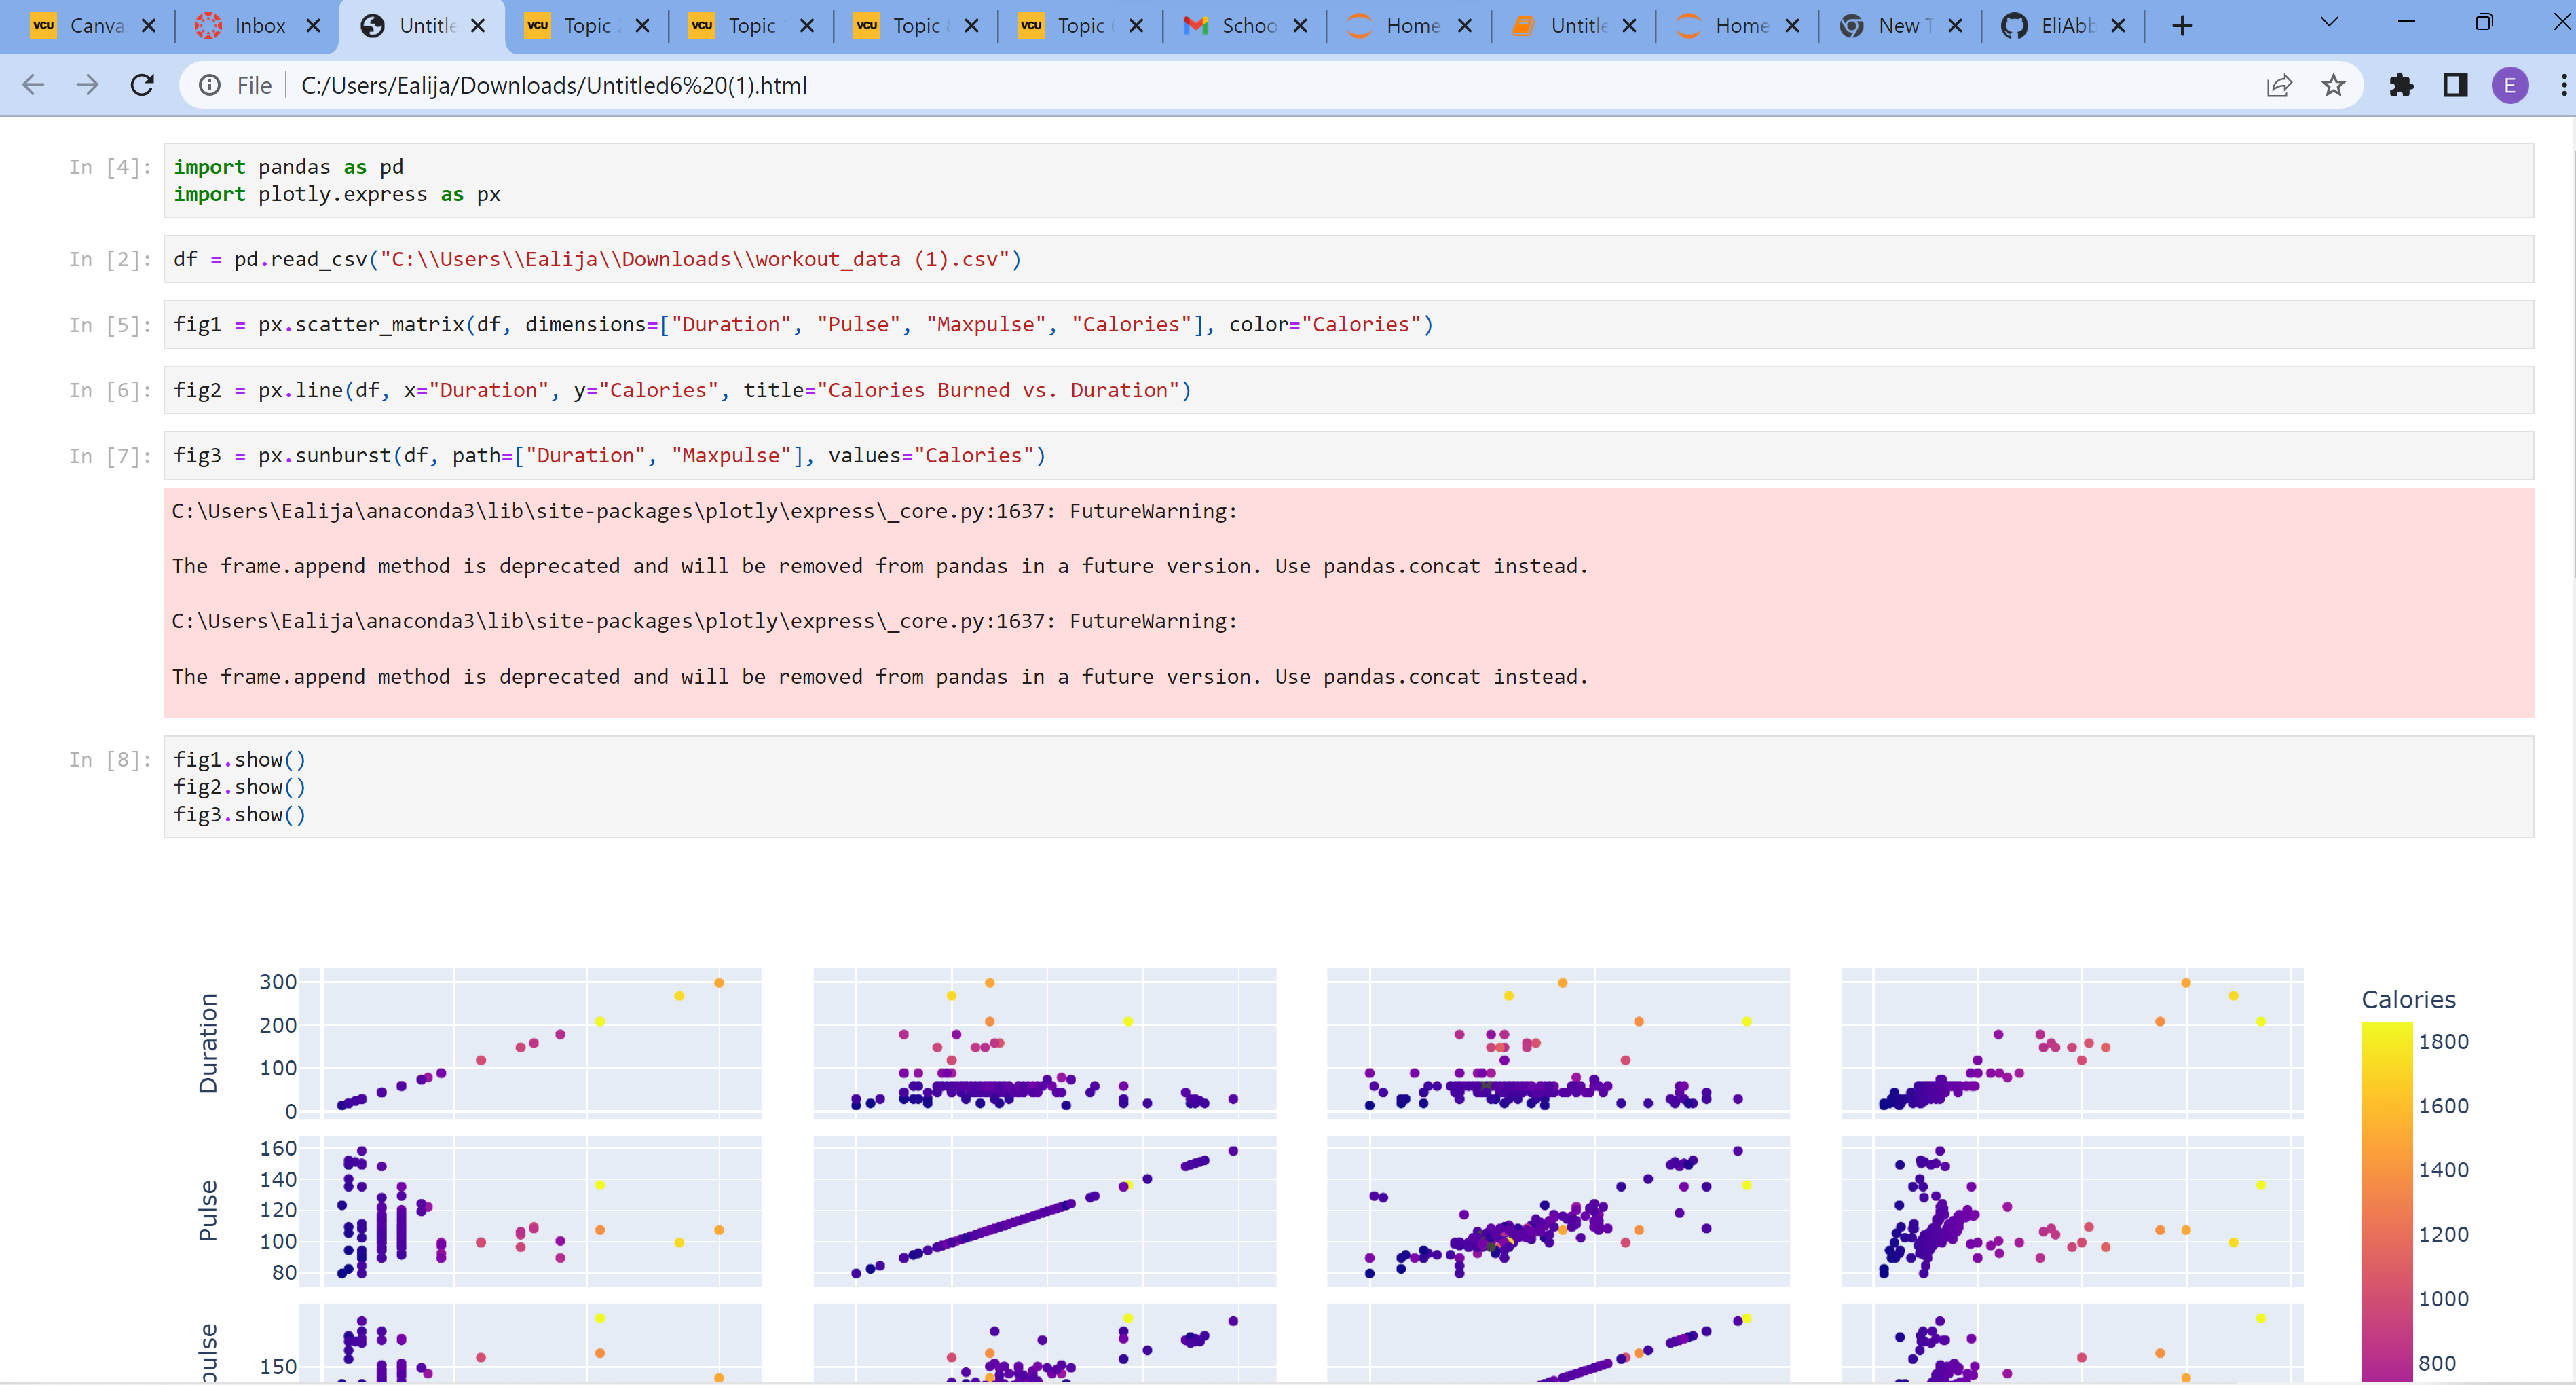 VCU Canva
Inbox
Untitle
VCU Topic 2
VCU Topic
VCU Topic
VCU Topic
Schoo
Home
Untitle
Home
New T
EliAbb
File C:/Users/Ealija/Downloads/Untitled6%20(1).html
E
In [4]: import pandas as pd
import plotly.express as px
In [2]: df = pd.read_csv("C:\\Users\\Ealija\\Downloads\\workout_data (1).csv")
In [5]: fig1 = px.scatter_matrix(df, dimensions=["Duration", "Pulse", "Maxpulse", "Calories"], color="Calories")
In [6]: fig2 = px.line(df, x="Duration", y="Calories", title="Calories Burned vs. Duration")
In [7]: fig3 = px.sunburst(df, path=["Duration", "Maxpulse"], values="Calories")
C:\Users\Ealija\anaconda3\lib\site-packages\plotly\express\_core.py:1637: FutureWarning:
The frame.append method is deprecated and will be removed from pandas in a future version. Use pandas.concat instead.
C:\Users\Ealija\anaconda3\lib\site-packages\plotly\express\_core.py:1637: FutureWarning:
The frame.append method is deprecated and will be removed from pandas in a future version. Use pandas.concat instead.
In [8]: fig1.show()
fig2.show()
fig3.show()
Duration
300
200
100
0
Pulse
160
140
120
100
80
pulse
150
Calories
1800
1600
1400
1200
1000
800